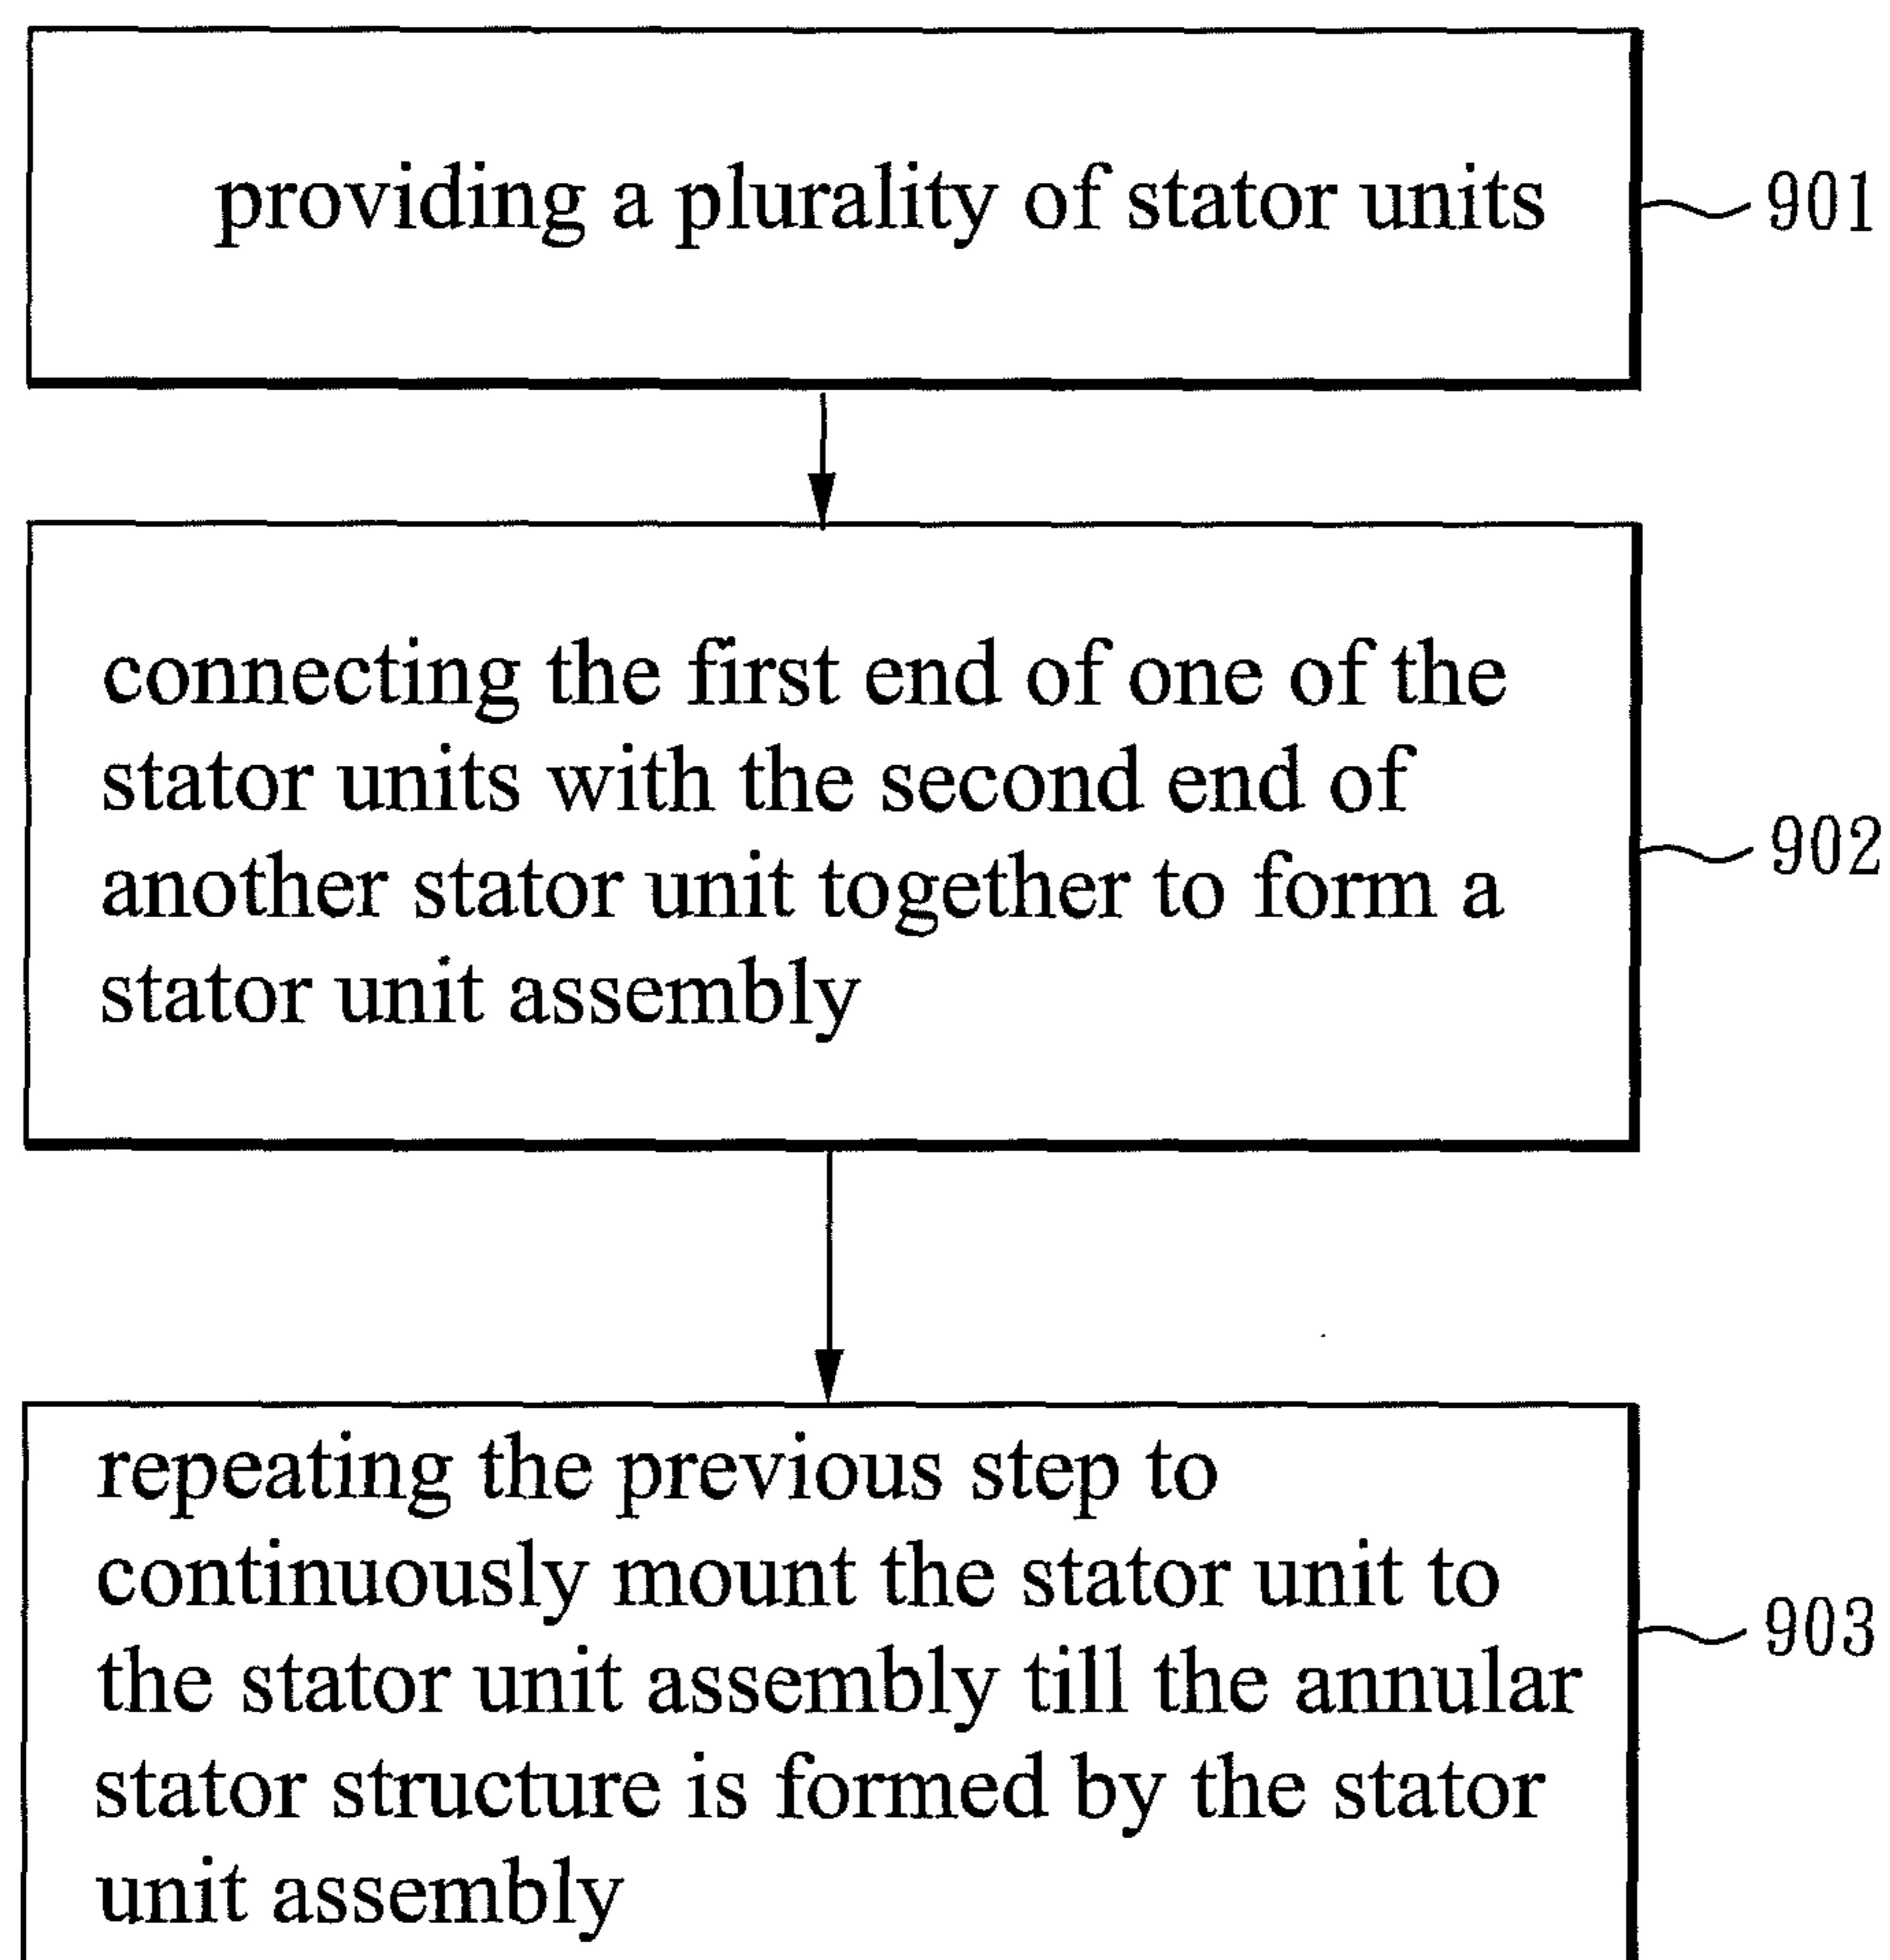 providing a plurality of stator units
901
connecting the first end of one of the
stator units with the second end of
another stator unit together to form a
stator unit assembly
902
repeating the previous step to
continuously mount the stator unit to
the stator unit assembly till the annular
stator structure is formed by the stator
unit assembly
903